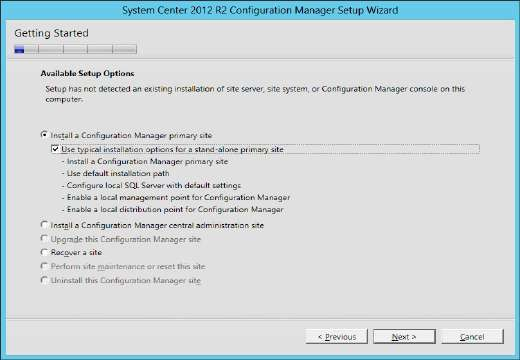 System Center 2012 R2 Configuration Manager Setup Wizard
Getting Started
Available Setup Options
Setup has not detected an existing installation of site server, site system, or Configuration Manager console on this
computer.
Install a Configuration Manager primary site
Use typical installation options for a stand-alone primary site
- Install a Configuration Manager primary site
- Use default installation path
- Configure local SQL Server with default settings
- Enable a local management point for Configuration Manager
- Enable a local distribution point for Configuration Manager
Install a Configuration Manager central administration site
Upgrade this Configuration Manager site
Recover a site
Perform site maintenance or reset this site
Uninstall this Configuration Manager site
< Previous
Next >
Cancel